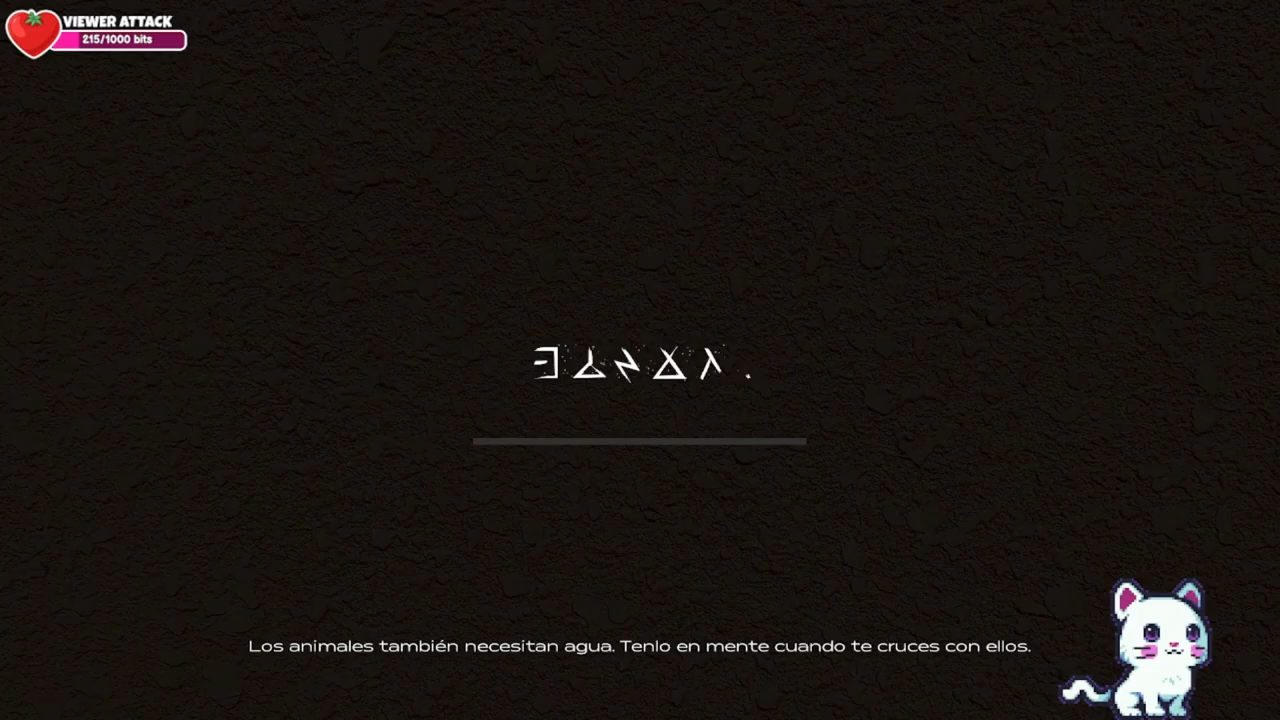 VIEWER ATTACK
215/1000 bits
Los animales también necesitan agua. Tenlo en mente cuando te cruces con ellos.